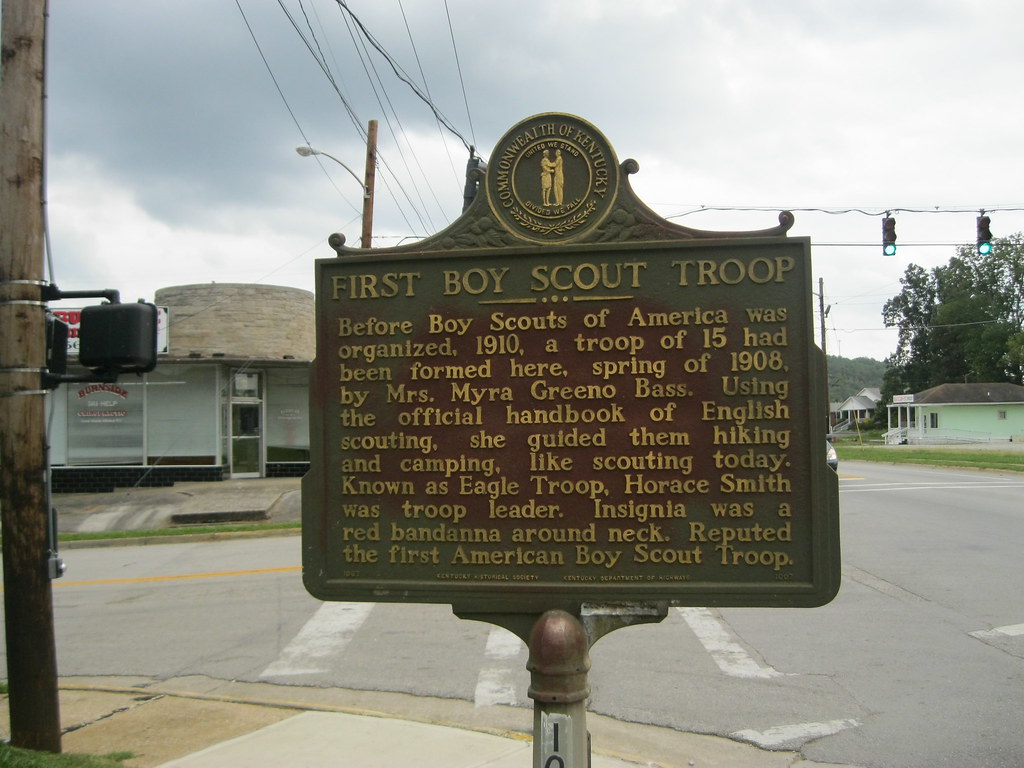 COMMONWEALTH OF KENTUCKY
UNITED WE STAND
DIVIDED WE FALL
FIRST BOY SCOUT TROOP
Before Boy Scouts of America was
organized, 1910, a troop of 15 had
been formed here, spring of 1908,
by Mrs. Myra Greeno Bass. Using
the official handbook of English
scouting, she guided them hiking
and camping, like scouting today.
Known as Eagle Troop, Horace Smith
was troop leader. Insignia was a
red bandanna around neck. Reputed
the first American Boy Scout Troop.
KENTUCKY HISTORICAL SOCIETY KENTUCKY DEPARTMENT OF HIGHWAYS
BURNSIDE